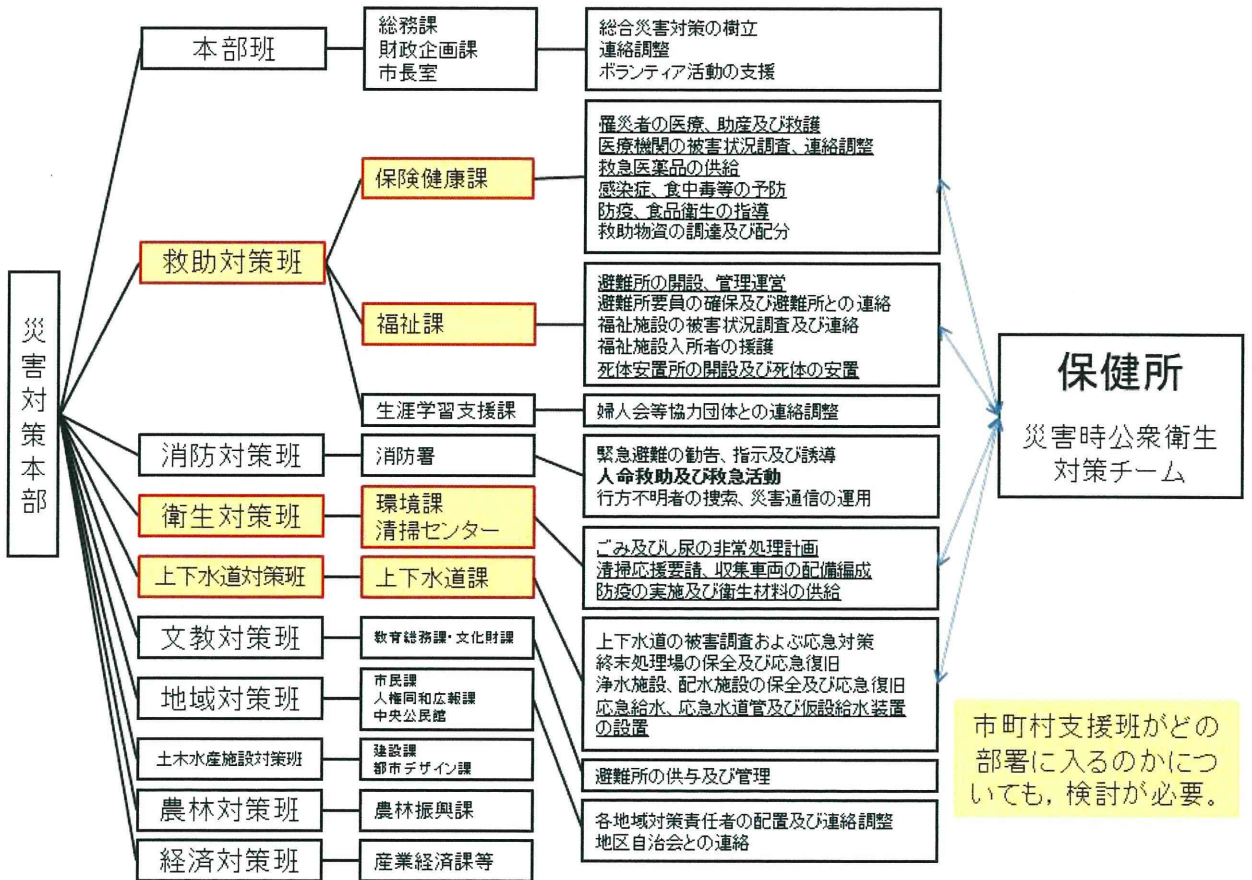 災害対策本部
本部班
総務課
財政企画課
市長室
総合災害対策の樹立
連絡調整
ボランティア活動の支援
救助対策班
保険健康課
罹災者の医療、助産及び救護
医療機関の被害状況調査、連絡調整
救急医薬品の供給
感染症、食中毒等の予防
防疫、食品衛生の指導
救助物資の調達及び配分
福祉課
避難所の開設、管理運営
避難所要員の確保及び避難所との連絡
福祉施設の被害状況調査及び連絡
福祉施設入所者の援護
死体安置所の開設及び死体の安置
生涯学習支援課
婦人会等協力団体との連絡調整
消防対策班
消防署
緊急避難の勧告、指示及び誘導
人命救助及び救急活動
行方不明者の捜索、災害通信の運用
衛生対策班
環境課
清掃センター
ごみ及びし尿の非常処理計画
清掃応援要請、収集車両の配備編成
防疫の実施及び衛生材料の供給
上下水道対策班
上下水道課
上下水道の被害調査および応急対策
終末処理場の保全及び応急復旧
浄水施設、配水施設の保全及び応急復旧
応急給水、応急水道管及び仮設給水装置
の設置
文教対策班
教育総務課・文化財課
避難所の供与及び管理
地域対策班
市民課
人権同和広報課
中央公民館
各地域対策責任者の配置及び連絡調整
地区自治会との連絡
土木水産施設対策班
建設課
都市デザイン課
農林対策班
農林振興課
経済対策班
産業経済課等
保健所
災害時公衆衛生
対策チーム
市町村支援班がどの
部署に入るのかにつ
いても，検討が必要。